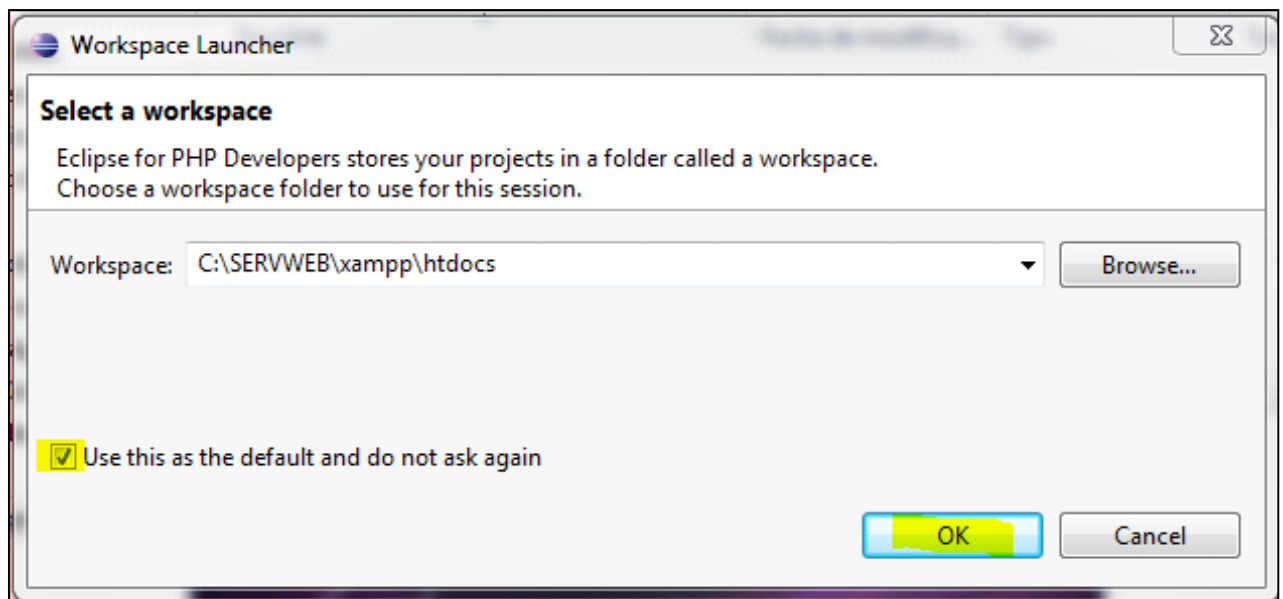 Workspace Launcher
Select a workspace
Eclipse for PHP Developers stores your projects in a folder called a workspace.
Choose a workspace folder to use for this session.
Workspace: C:\SERVWEB\xampp\htdocs Browse...
Use this as the default and do not ask again
OK Cancel